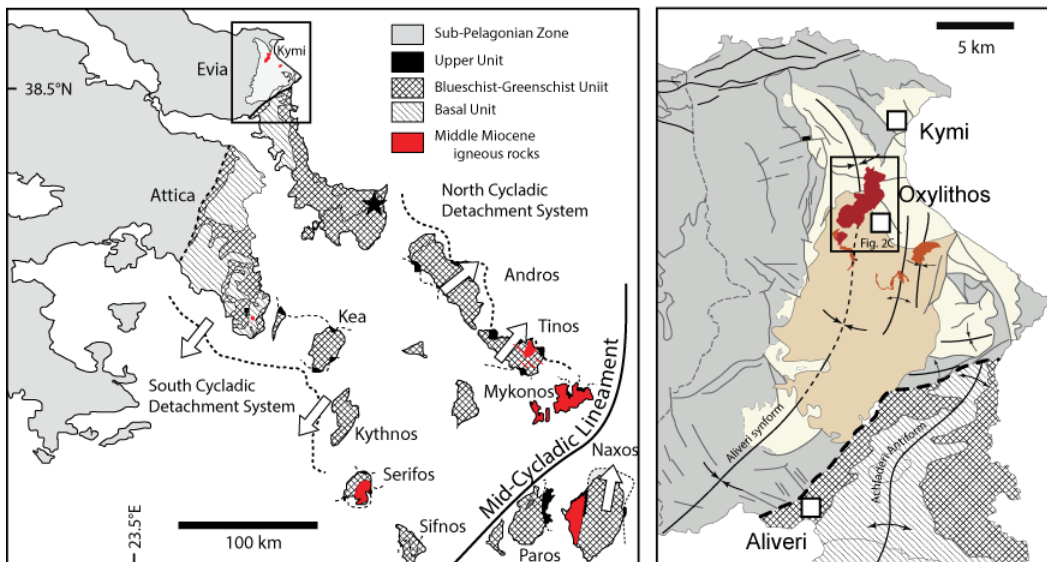 Sub-Pelagonian Zone
Upper Unit
Blueschist-Greenschist Uniit
Basal Unit
Middle Miocene
igneous rocks
Kymi
Evia
38.5°N
Attica
North Cycladic
Detachment System
Andros
Kea
Tinos
South Cycladic
Detachment System
Mykonos
Kythnos
Mid-Cycladic Lineament
Naxos
Serifos
Sifnos
Paros
23.5°E
100 km
5 km
Kymi
Oxylithos
Fig. 2C
Aliveri synform
Achladeri Antiform
Aliveri